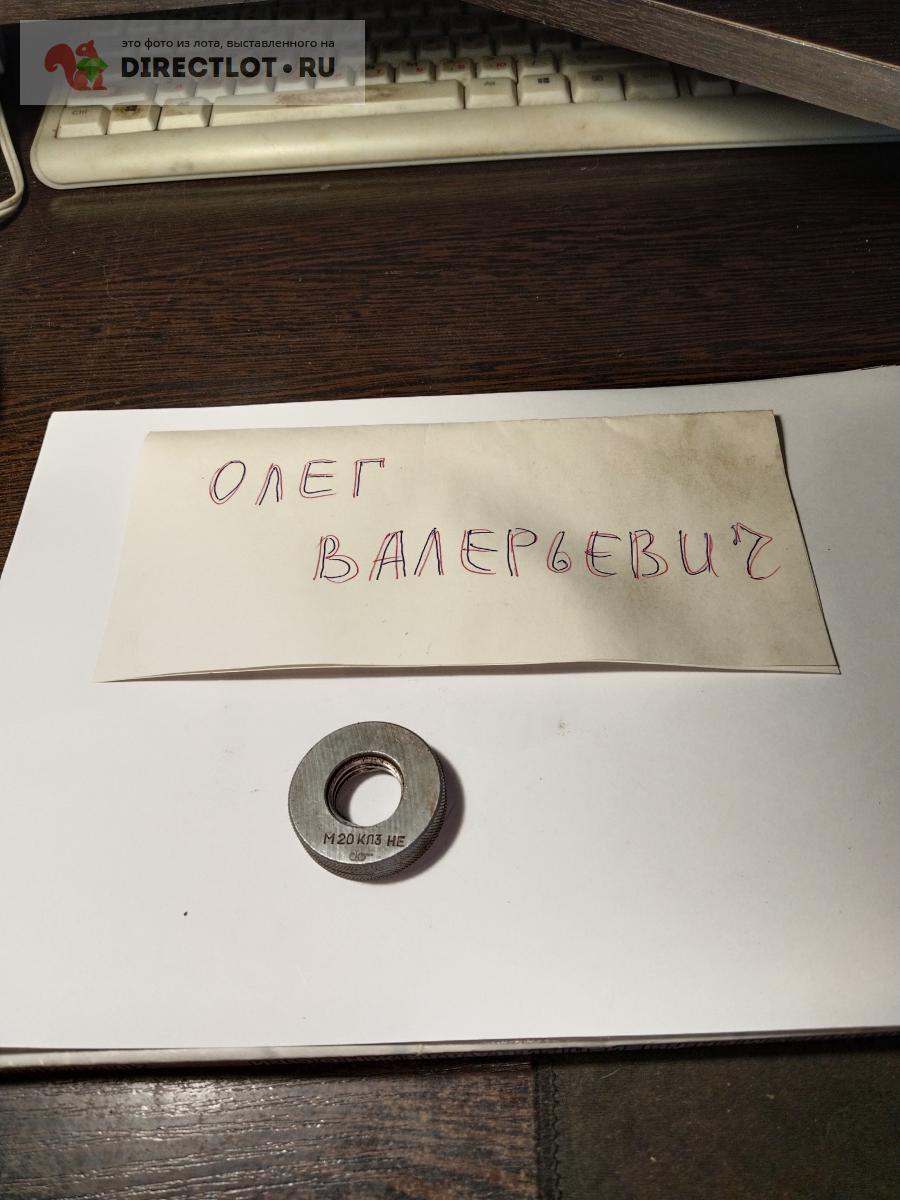 это фото из лота, выставленного на
DIRECTLOT•RU
ОЛЕГ
ВАЛЕРЬЕВИЧ
М20 КЛ3 НЕ